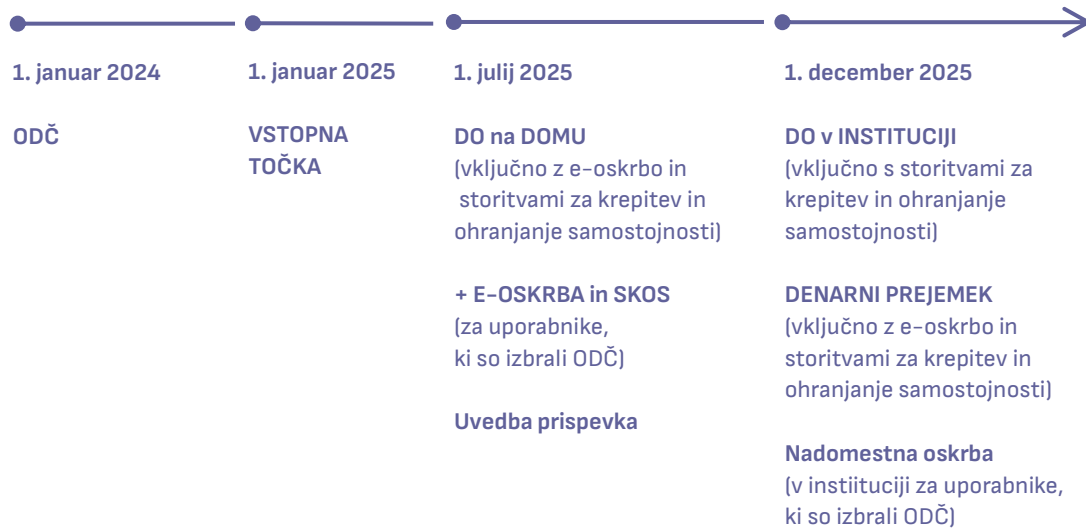 1. januar 2024
ODČ
1. januar 2025
VSTOPNA
TOČKA
1. julij 2025
DO na DOMU
(vključno z e-oskrbo in
storitvami za krepitev in
ohranjanje samostojnosti)
+ E-OSKRBA in SKOS
(za uporabnike,
ki so izbrali ODČ)
Uvedba prispevka
1. december 2025
DO v INSTITUCIJI
(vključno s storitvami za
krepitev in ohranjanje
samostojnosti)
DENARNI PREJEMEK
(vključno z e-oskrbo in
storitvami za krepitev in
ohranjanje samostojnosti)
Nadomestna oskrba
(v instiituciji za uporabnike,
ki so izbrali ODČ)